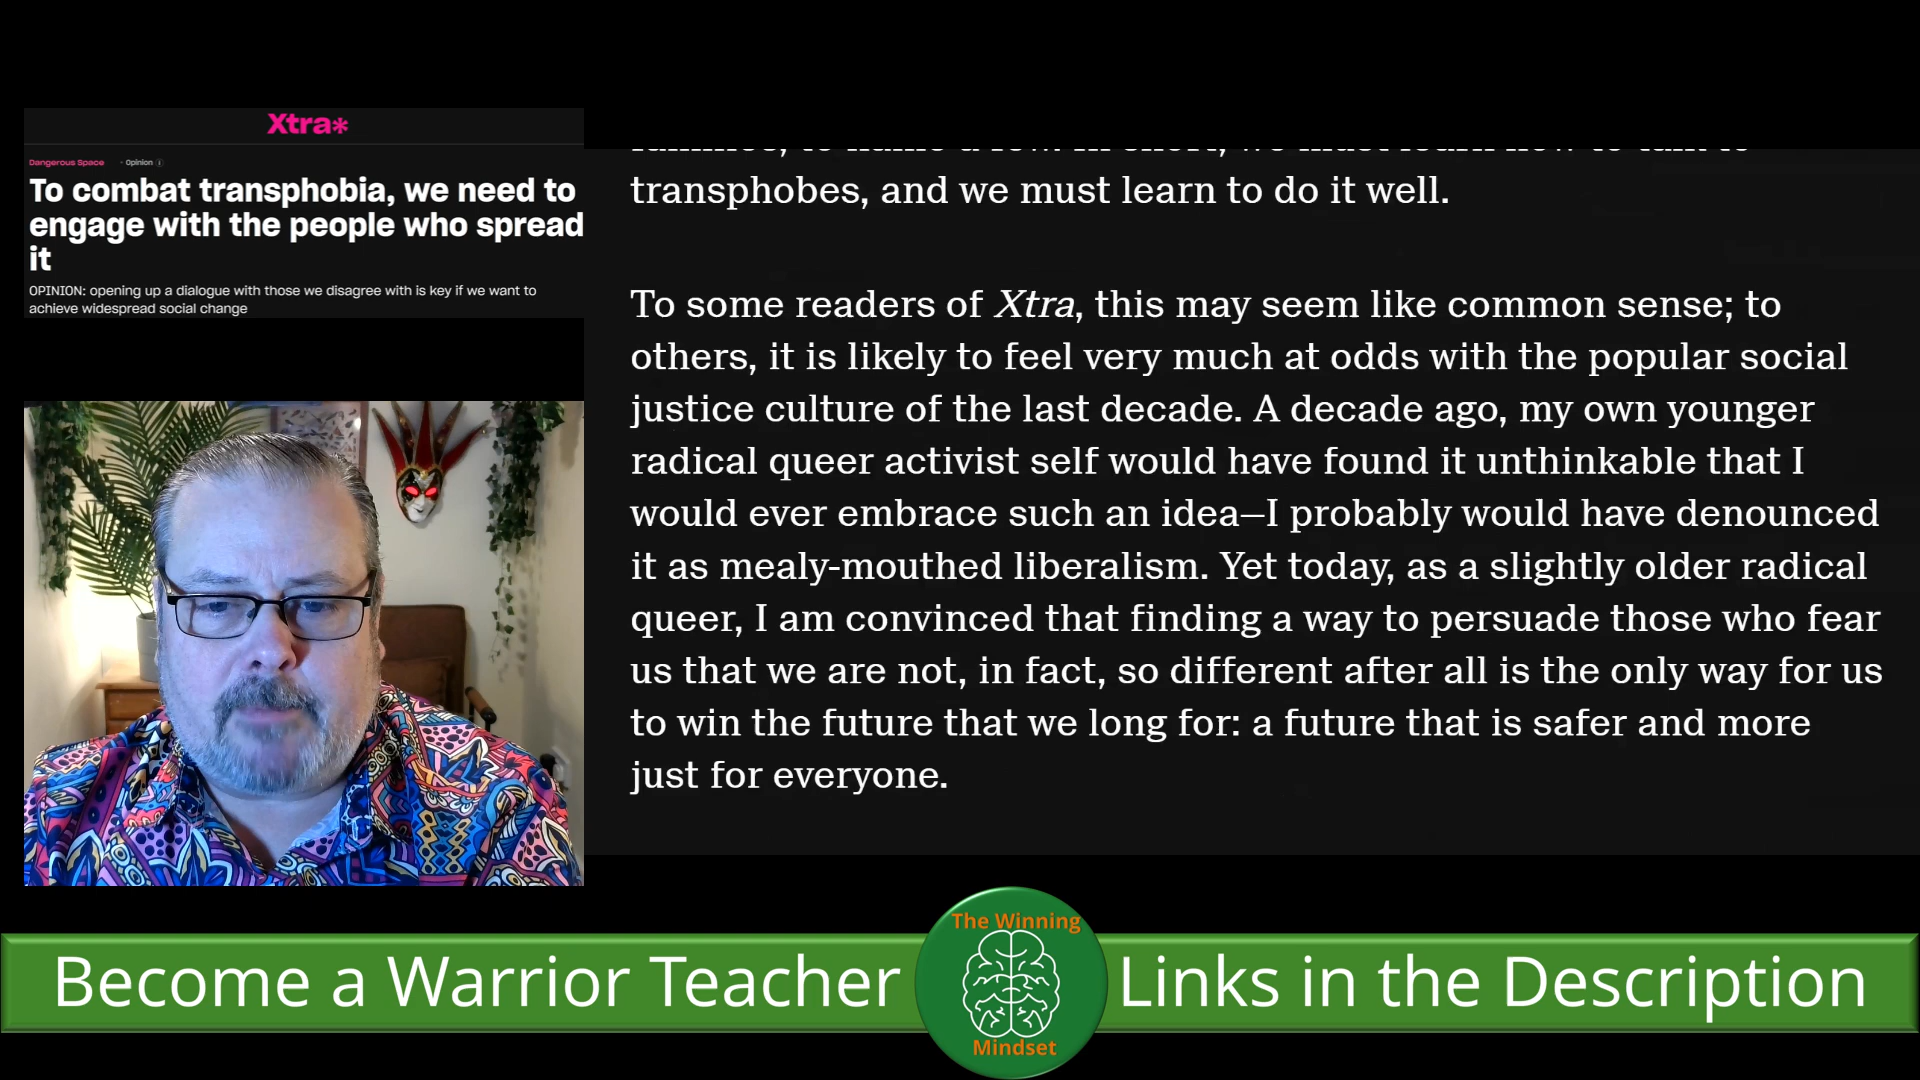 Xtra*
Dangerous Space
• Opinion
To combat transphobia, we need to
engage with the people who spread
it
OPINION: opening up a dialogue with those we disagree with is key if we want to
achieve widespread social change
transphobes, and we must learn to do it well.
To some readers of Xtra, this may seem like common sense; to
others, it is likely to feel very much at odds with the popular social
justice culture of the last decade. A decade ago, my own younger
radical queer activist self would have found it unthinkable that I
would ever embrace such an idea—I probably would have denounced
it as mealy-mouthed liberalism. Yet today, as a slightly older radical
queer, I am convinced that finding a way to persuade those who fear
us that we are not, in fact, so different after all is the only way for us
to win the future that we long for: a future that is safer and more
just for everyone.
Become a Warrior Teacher
The Winning
Mindset
Links in the Description